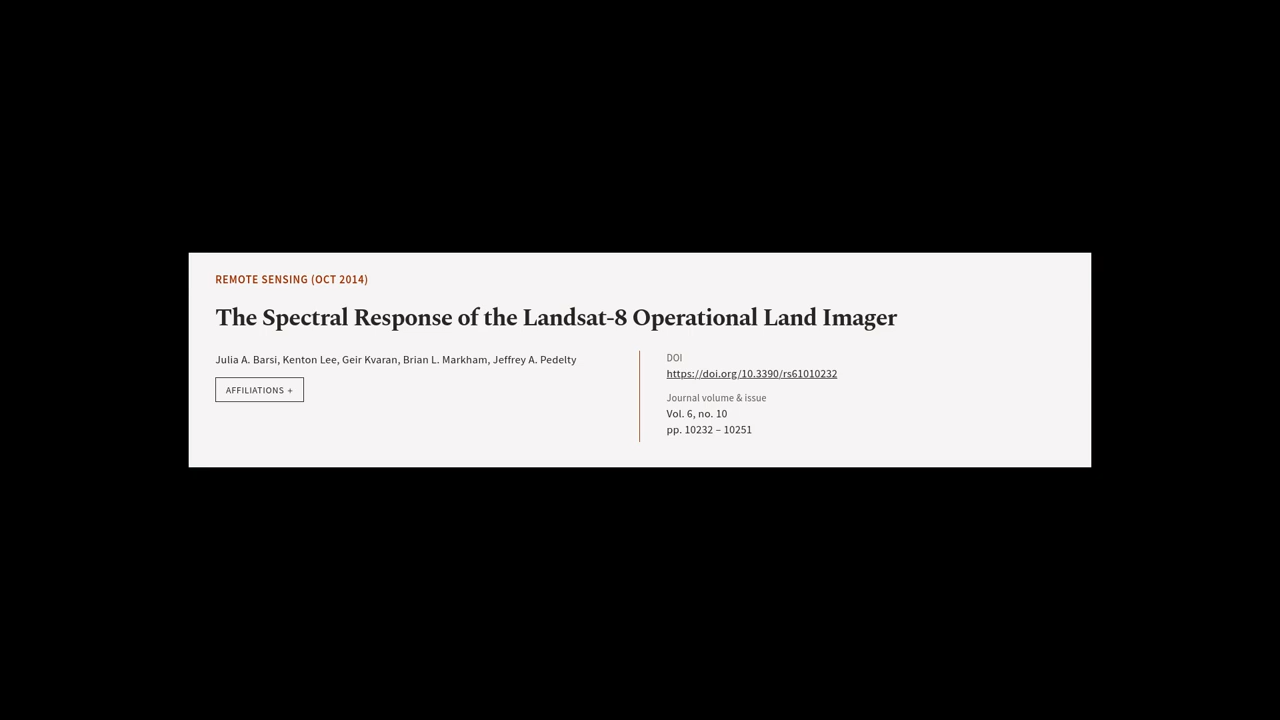 REMOTE SENSING (OCT 2014)
The Spectral Response of the Landsat-8 Operational Land Imager
Julia A. Barsi, Kenton Lee, Geir Kvaran, Brian L. Markham, Jeffrey A. Pedelty
AFFILIATIONS +
DOI
https://doi.org/10.3390/rs61010232
Journal volume & issue
Vol. 6, no. 10
pp. 10232 – 10251